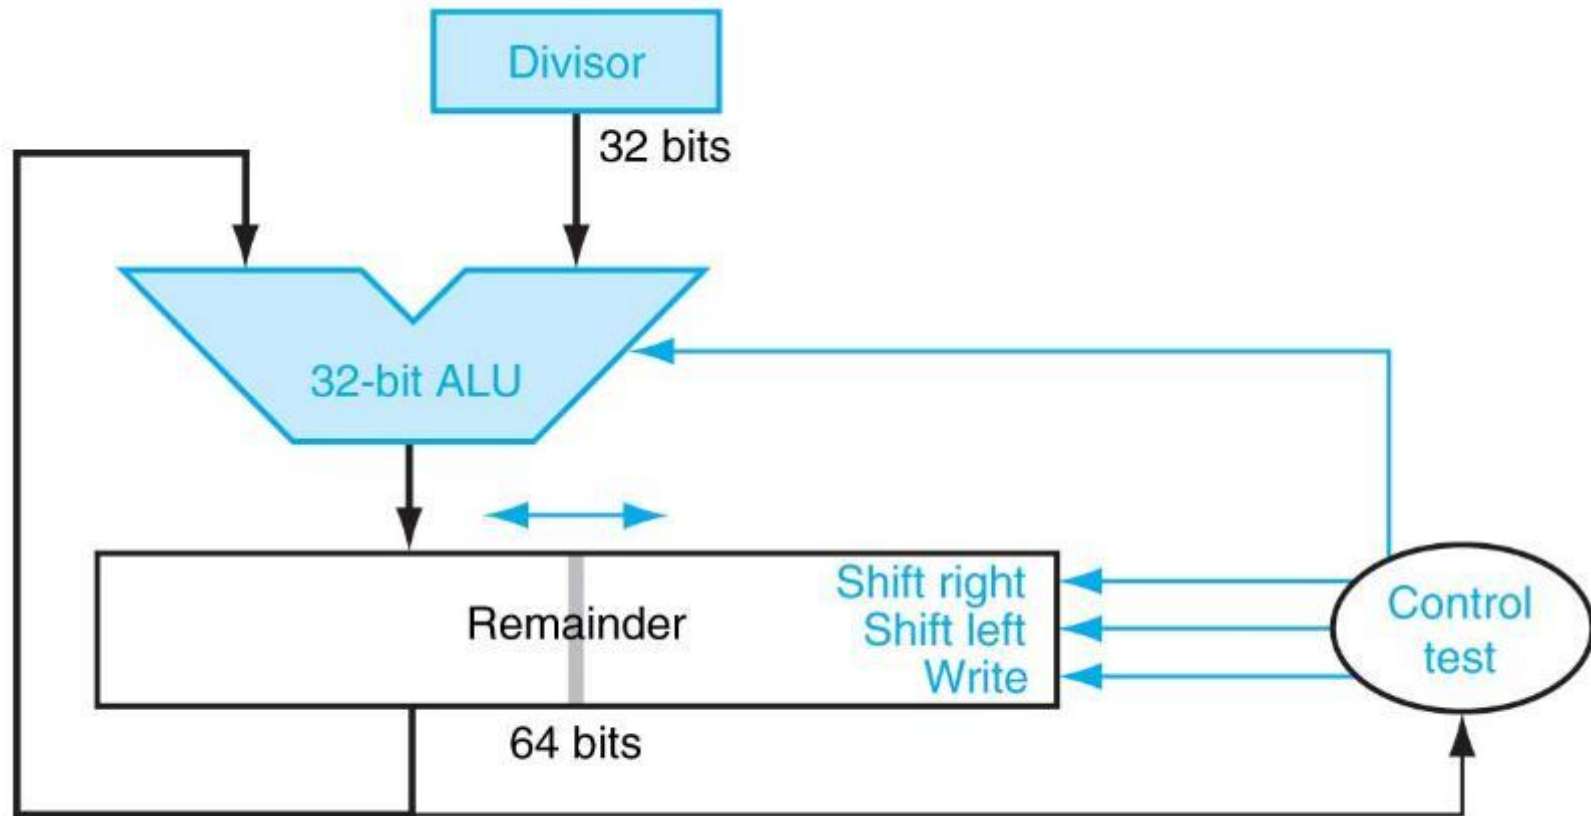 Divisor
32 bits
32-bit ALU
Remainder
Shift right
Shift left
Write
Control
test
64 bits